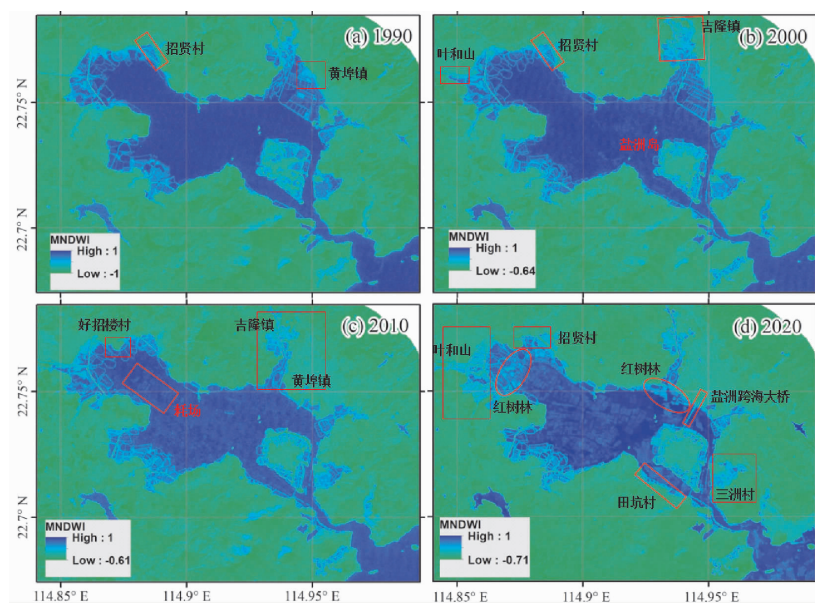 (a) 1990
招贤村
黄埠镇
22.75° N
22.7° N
MNDWI
High : 1
Low : -1
(b) 2000
吉隆镇
招贤村
叶和山
盐洲岛
MNDWI
High : 1
Low : -0.64
(c) 2010
好招楼村
吉隆镇
黄埠镇
22.75° N
22.7° N
MNDWI
High : 1
Low : -0.61
114.85° E 114.9° E 114.95° E
(d) 2020
招贤村
叶和山
红树林
红树林
盐洲跨海大桥
田坑村
三洲村
MNDWI
High : 1
Low : -0.71
114.85° E 114.9° E 114.95° E